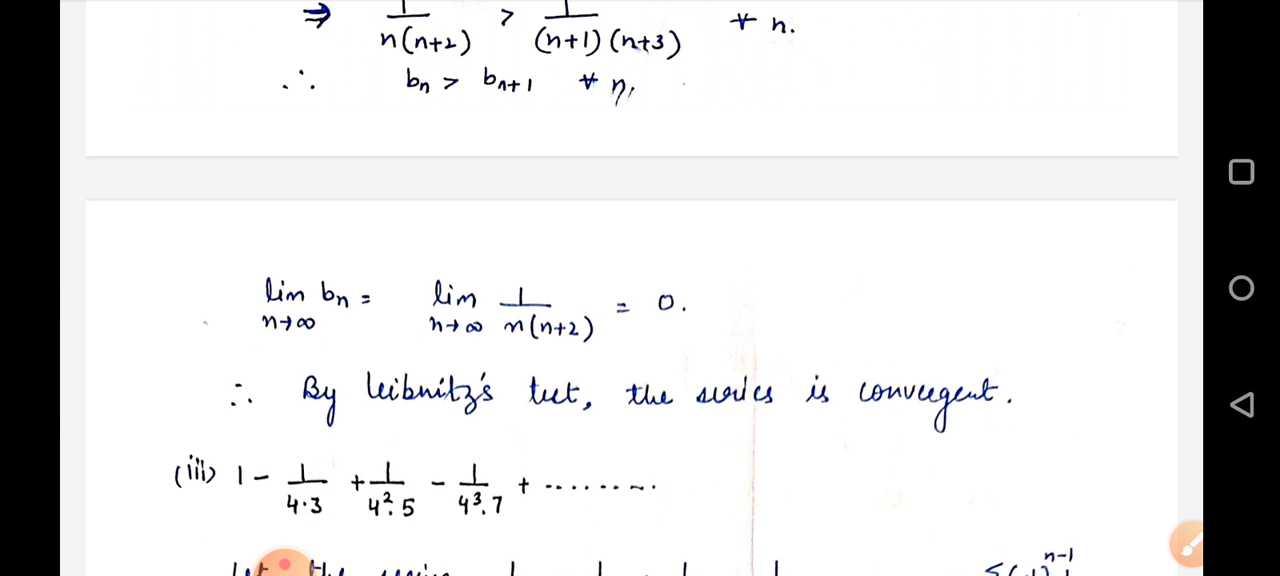 ⇒ 1/n(n+2) > 1/(n+1)(n+3) ∀ n.
∴ bn > bn+1 ∀ n,
lim n→∞ bn = lim n→∞ 1/n(n+2) = 0.
∴ By Leibnitz's test, the series is convergent.
(iii) 1 - 1/4·3 + 1/4²·5 - 1/4³·7 + ..........